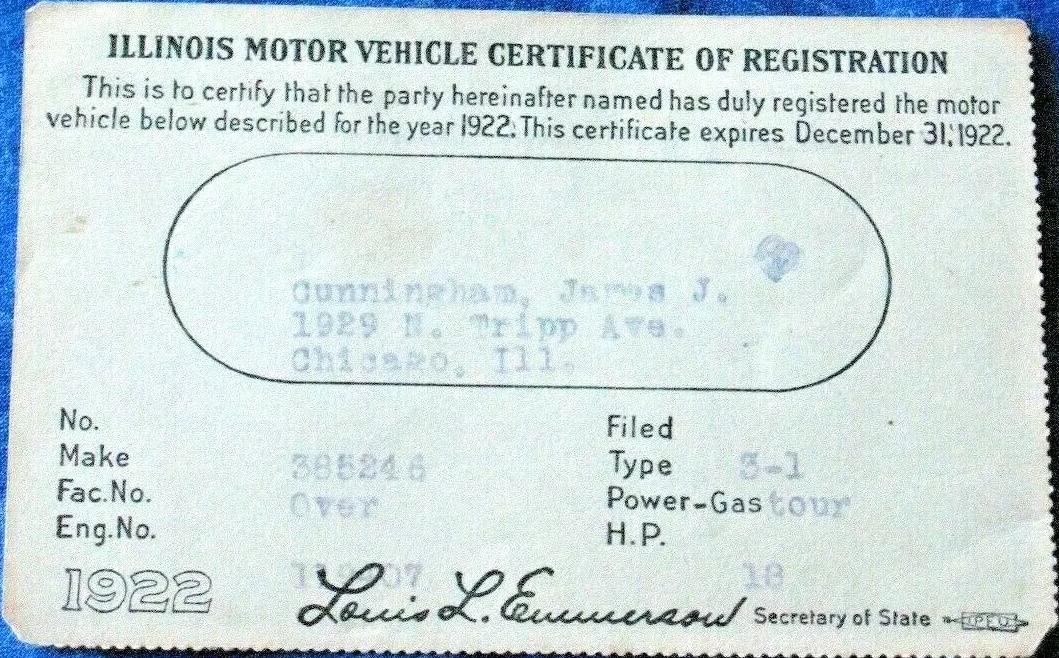 ILLINOIS MOTOR VEHICLE CERTIFICATE OF REGISTRATION
This is to certify that the party hereinafter named has duly registered the motor
vehicle below described for the year 1922. This certificate expires December 31, 1922.
Cunningham, James J.
1929 N. Tripp Ave.
Chicago, Ill.
No. Filed
Make 385246 Type 3-1
Fac.No. Over Power-Gas tour
Eng.No. H.P.
1922 18
Louis L. Emmerson Secretary of State